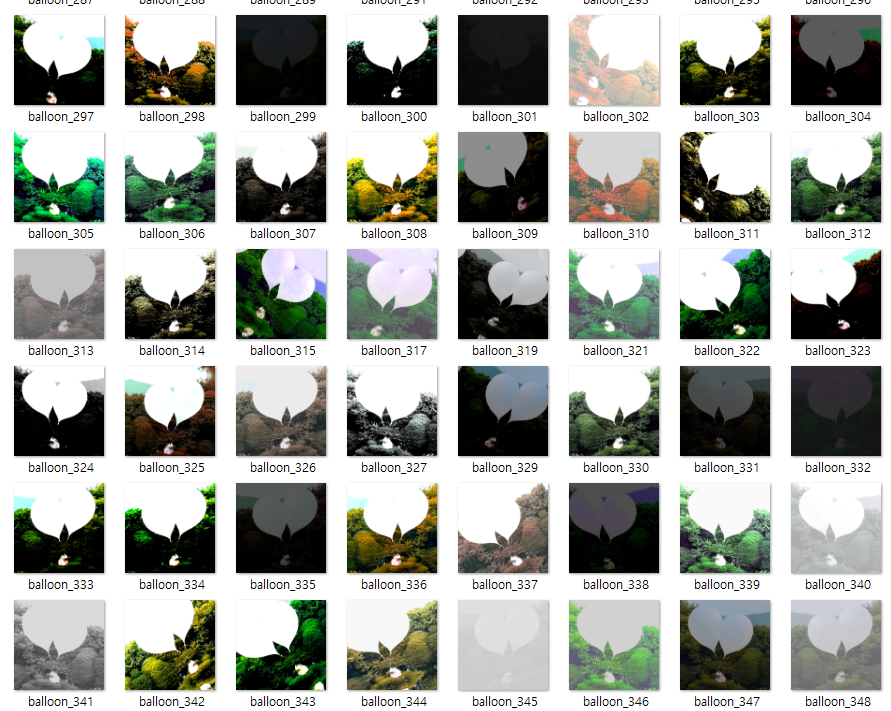 balloon_287 balloon_288 balloon_289 balloon_291 balloon_292 balloon_293 balloon_295 balloon_296
balloon_297 balloon_298 balloon_299 balloon_300 balloon_301 balloon_302 balloon_303 balloon_304
balloon_305 balloon_306 balloon_307 balloon_308 balloon_309 balloon_310 balloon_311 balloon_312
balloon_313 balloon_314 balloon_315 balloon_317 balloon_319 balloon_321 balloon_322 balloon_323
balloon_324 balloon_325 balloon_326 balloon_327 balloon_329 balloon_330 balloon_331 balloon_332
balloon_333 balloon_334 balloon_335 balloon_336 balloon_337 balloon_338 balloon_339 balloon_340
balloon_341 balloon_342 balloon_343 balloon_344 balloon_345 balloon_346 balloon_347 balloon_348